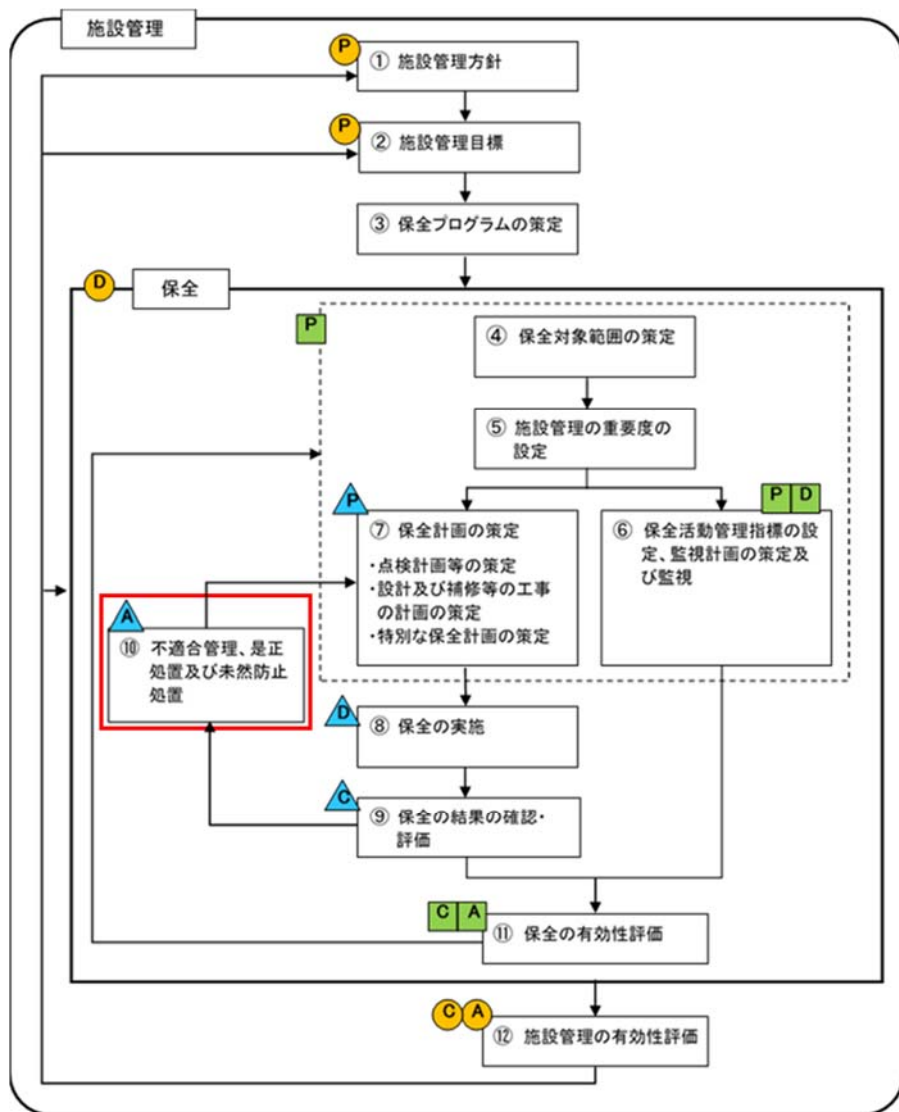 施設管理
P
① 施設管理方針
P
② 施設管理目標
③ 保全プログラムの策定
D
保全
P
④ 保全対象範囲の策定
⑤ 施設管理の重要度の
設定
P
⑦ 保全計画の策定
・点検計画等の策定
・設計及び補修等の工事
の計画の策定
・特別な保全計画の策定
P D
⑥ 保全活動管理指標の設
定、監視計画の策定及
び監視
A
⑩ 不適合管理、是正
処置及び未然防止
処置
D
⑧ 保全の実施
C
⑨ 保全の結果の確認・
評価
C A
⑪ 保全の有効性評価
C A
⑫ 施設管理の有効性評価